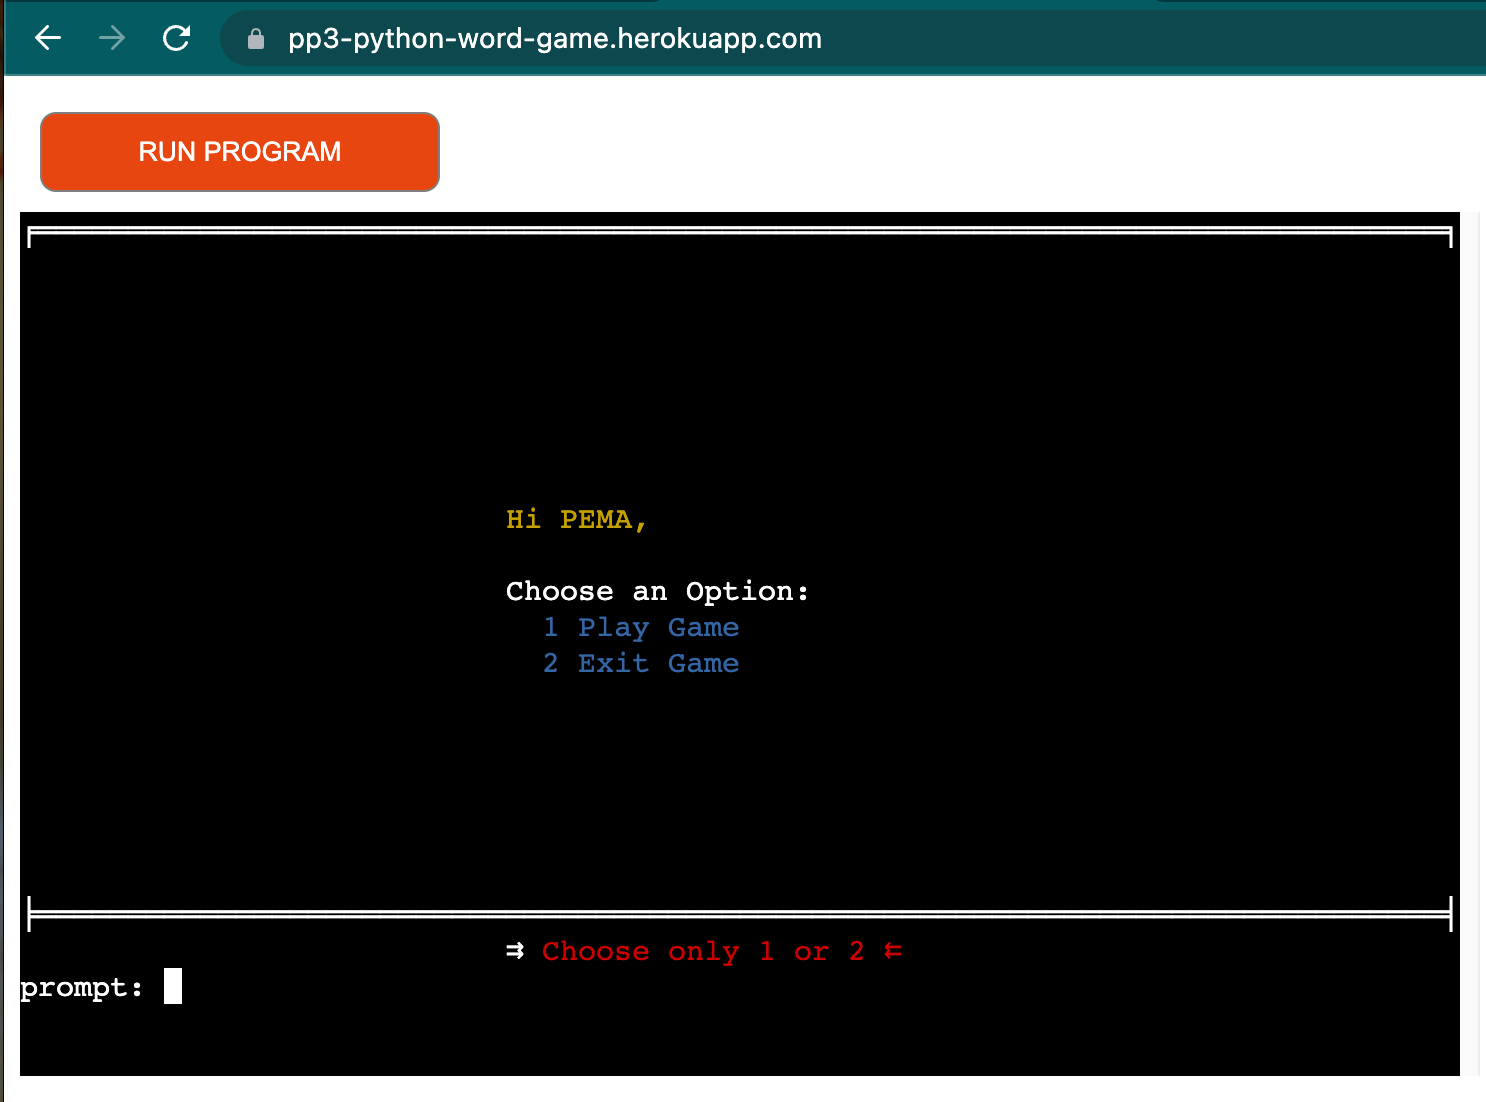 pp3-python-word-game.herokuapp.com
RUN PROGRAM
Hi PEMA,
Choose an Option:
1 Play Game
2 Exit Game
⇉ Choose only 1 or 2 ⇇
prompt: